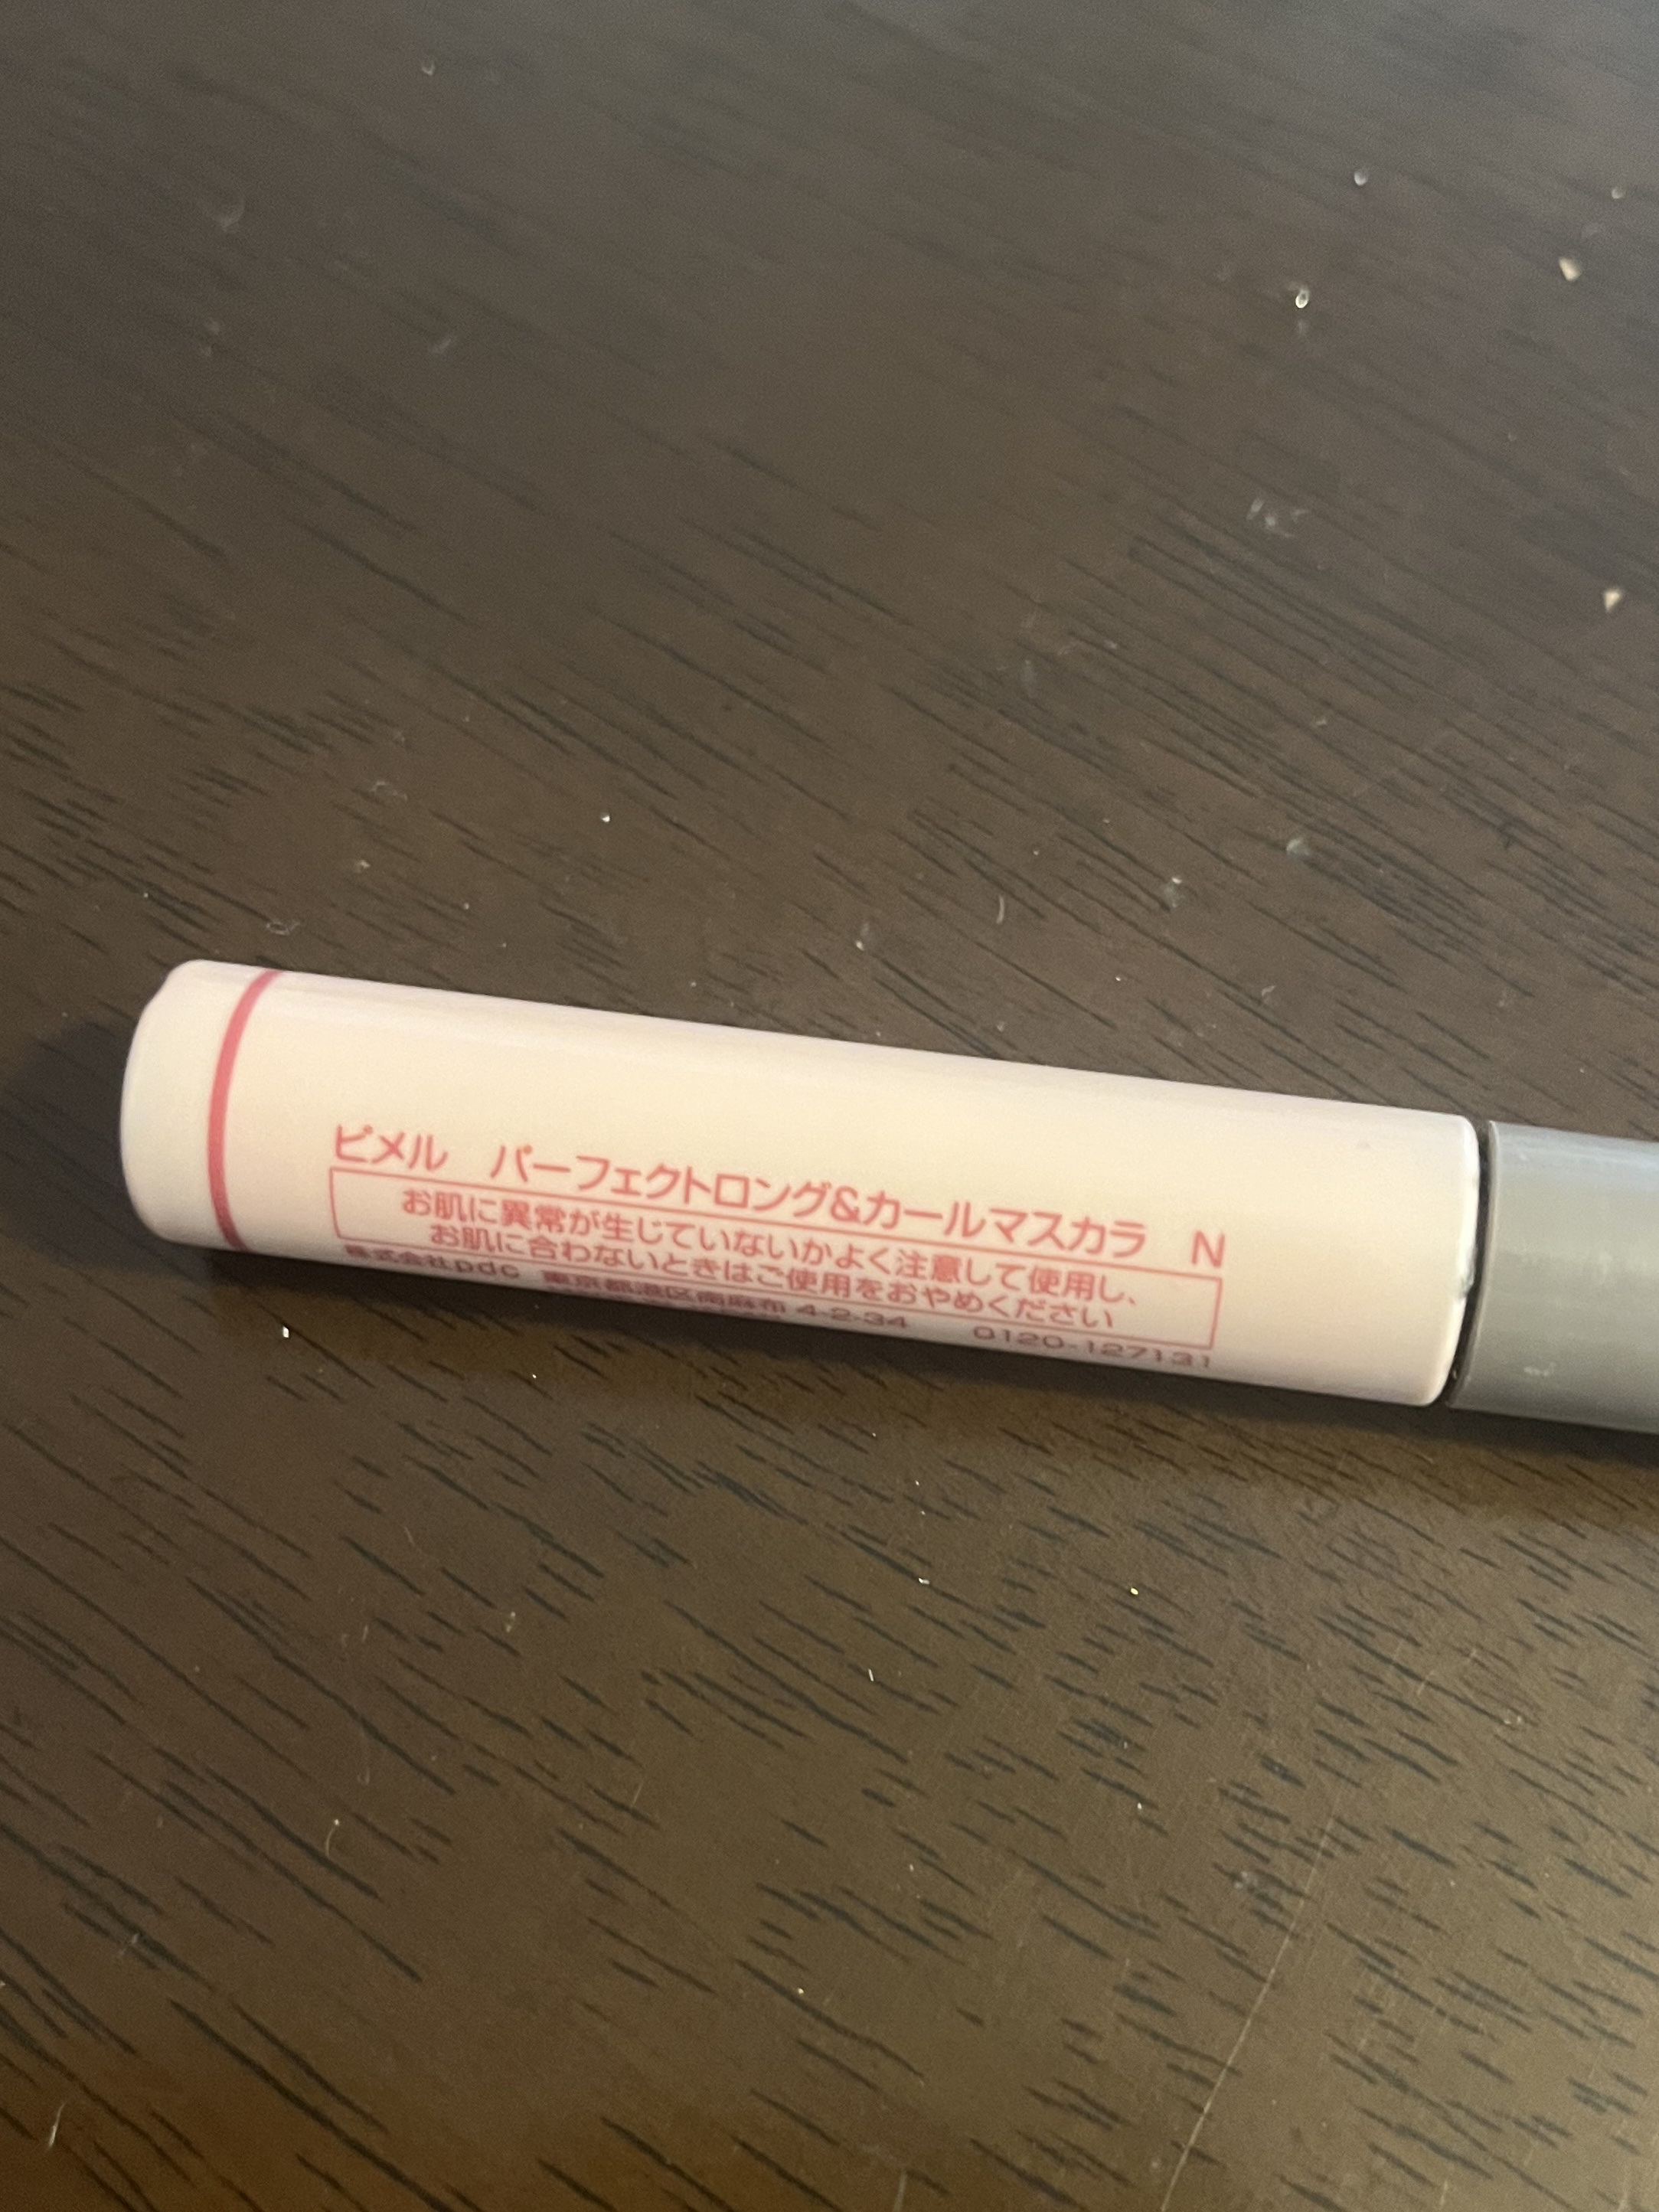 ピメル　パーフェクトロング&カールマスカラ　N
お肌に異常が生じていないかよく注意して使用し、
お肌に合わないときはご使用をおやめください
株式会社pdc　東京都港区南麻布 4-2-34　0120-127131